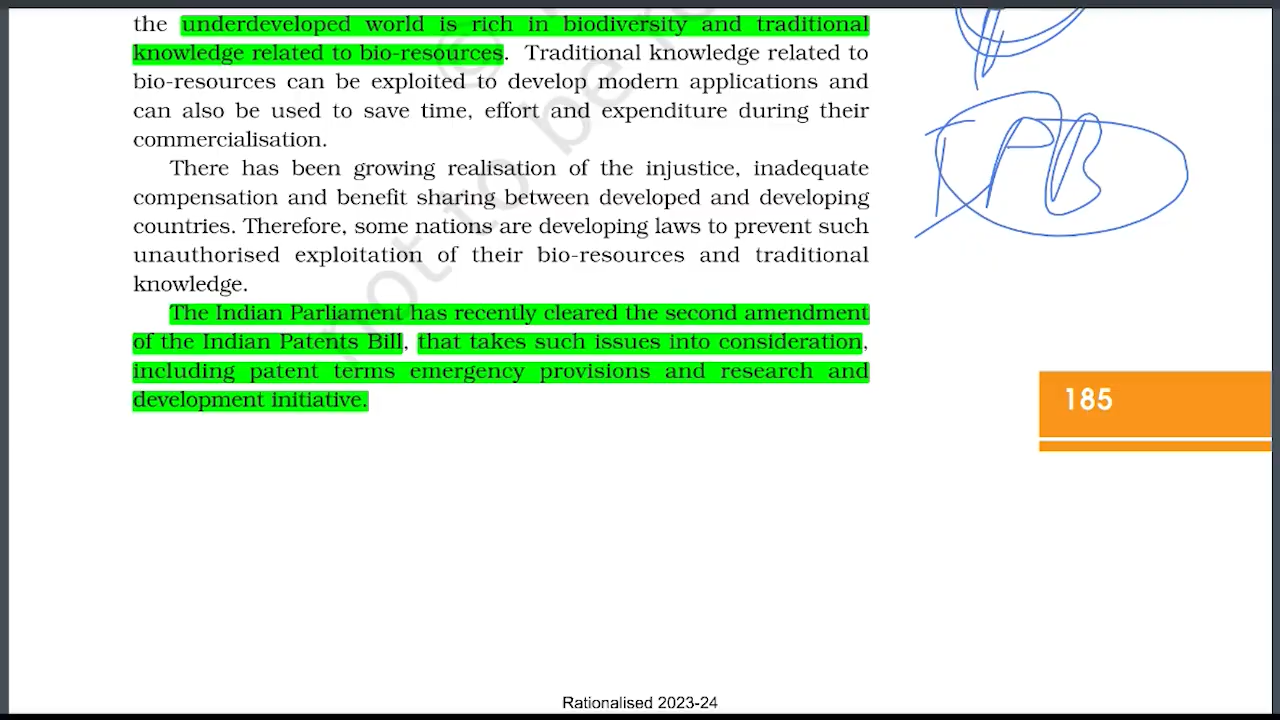 the underdeveloped world is rich in biodiversity and traditional
knowledge related to bio-resources. Traditional knowledge related to
bio-resources can be exploited to develop modern applications and
can also be used to save time, effort and expenditure during their
commercialisation.
There has been growing realisation of the injustice, inadequate
compensation and benefit sharing between developed and developing
countries. Therefore, some nations are developing laws to prevent such
unauthorised exploitation of their bio-resources and traditional
knowledge.
The Indian Parliament has recently cleared the second amendment
of the Indian Patents Bill, that takes such issues into consideration,
including patent terms emergency provisions and research and
development initiative.
IPB
185
not to be
Rationalised 2023-24